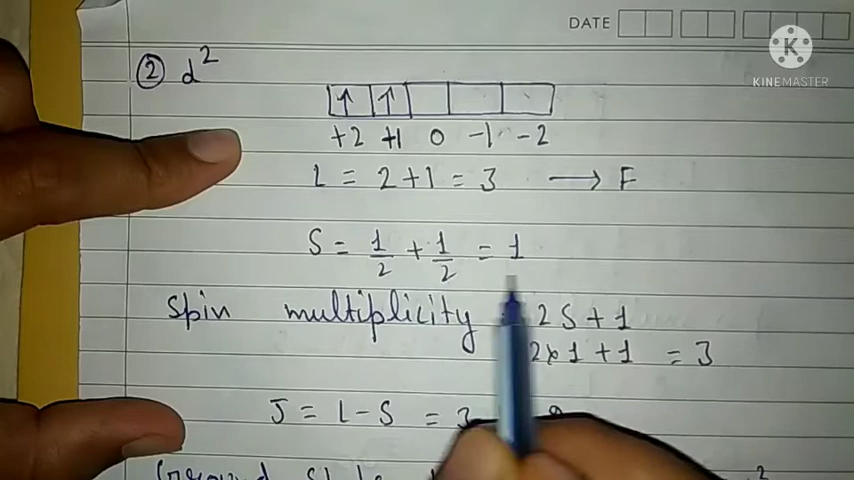 DATE
K
KINEMASTER
② d²
↑ ↑
+2 +1 0 -1 -2
L = 2+1 = 3 → F
S = 1/2 + 1/2 = 1
Spin multiplicity 2S+1
2×1+1 = 3
J = L-S = 3
Ground